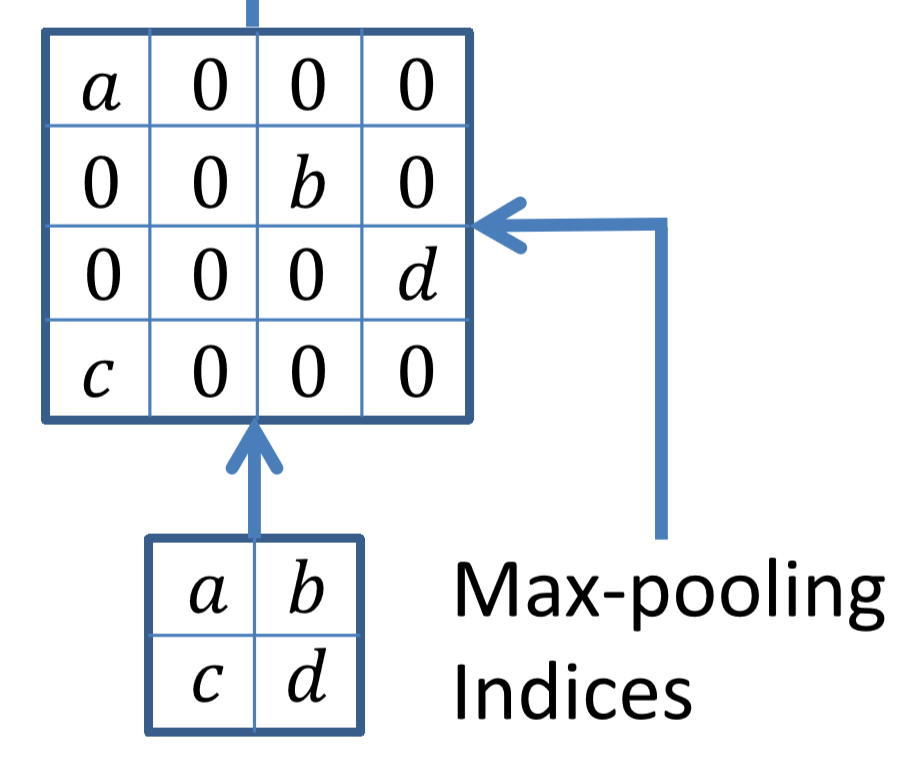 a 0 0 0
0 0 b 0
0 0 0 d
c 0 0 0
a b
c d
Max-pooling
Indices